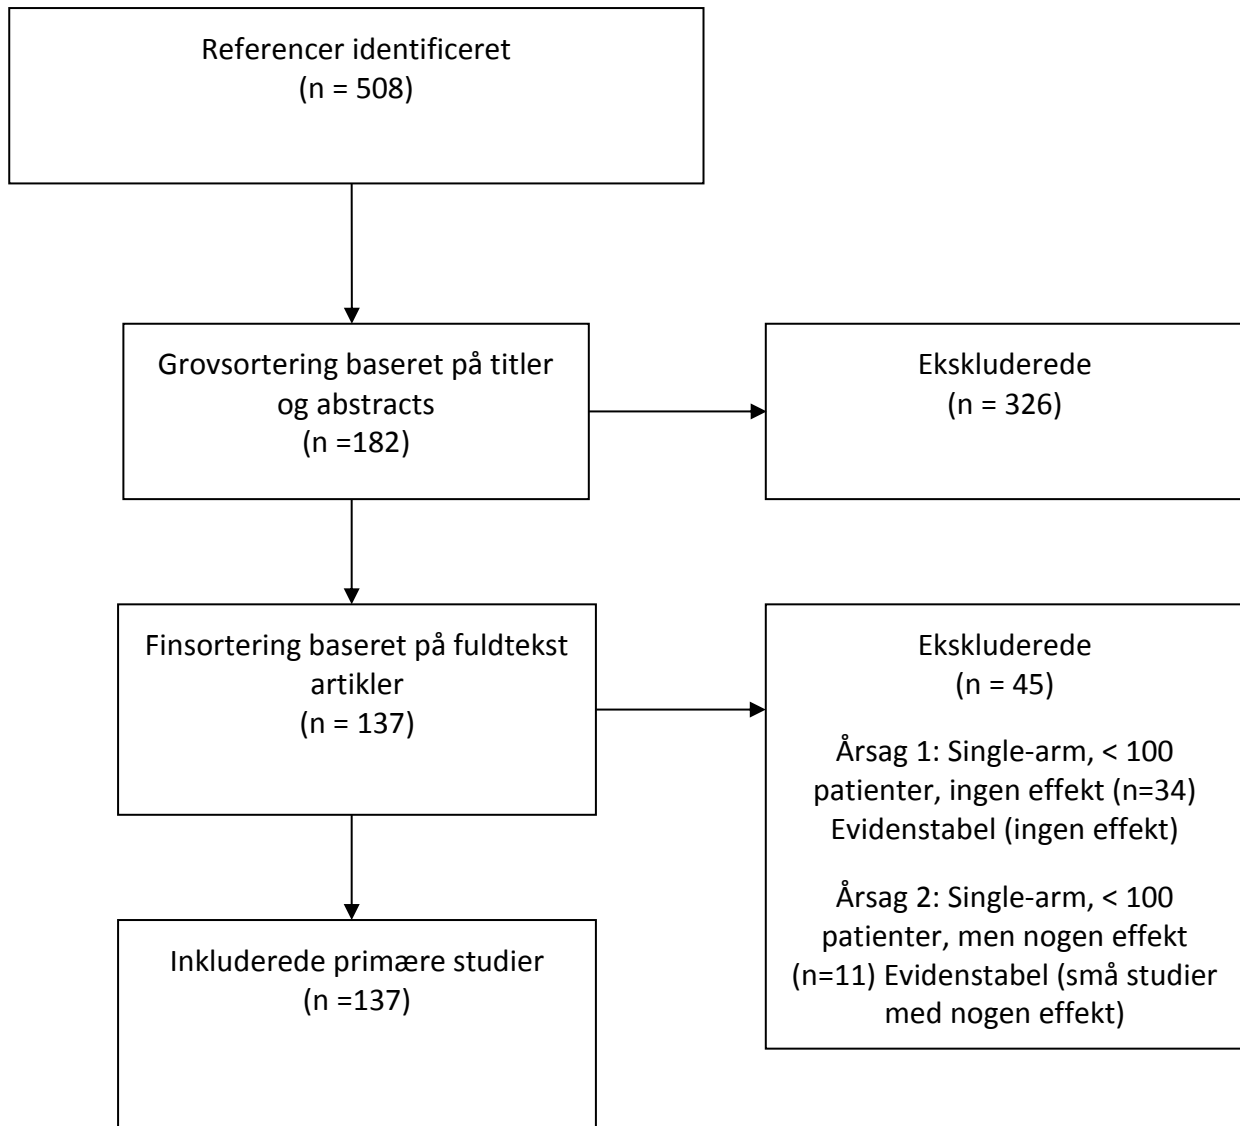 Referencer identificeret
(n = 508)
Grovsortering baseret på titler
og abstracts
(n =182)
Ekskluderede
(n = 326)
Finsortering baseret på fuldtekst
artikler
(n = 137)
Ekskluderede
(n = 45)
Årsag 1: Single-arm, < 100
patienter, ingen effekt (n=34)
Evidenstabel (ingen effekt)
Årsag 2: Single-arm, < 100
patienter, men nogen effekt
(n=11) Evidenstabel (små studier
med nogen effekt)
Inkluderede primære studier
(n =137)